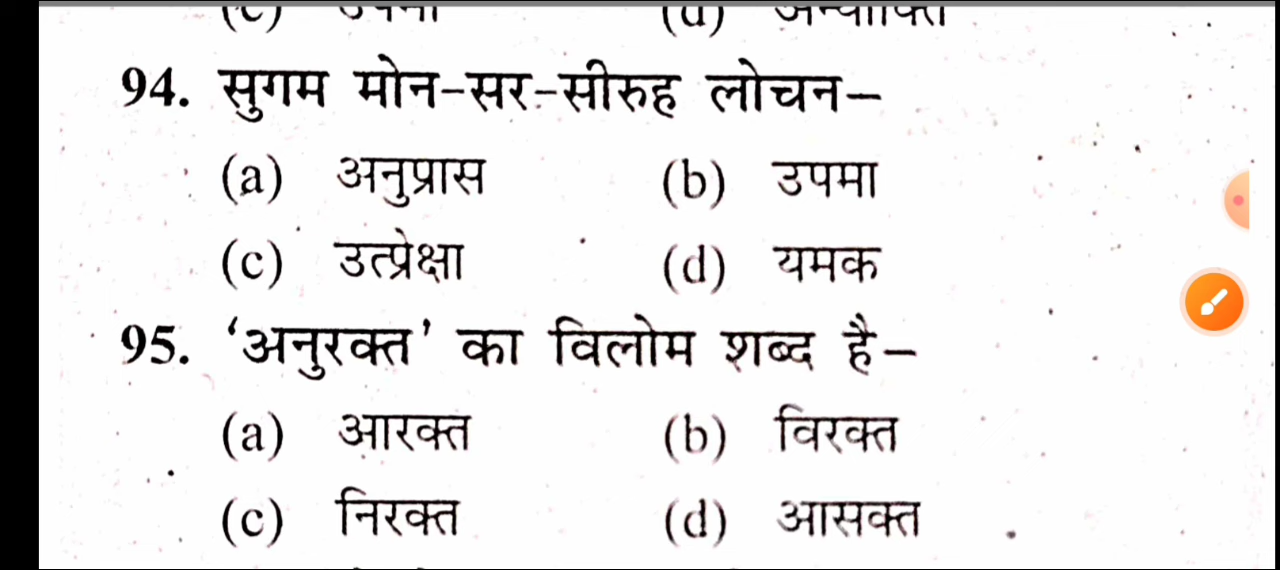 94. सुगम मोन-सर-सीरुह लोचन–
(a) अनुप्रास (b) उपमा
(c) उत्प्रेक्षा (d) यमक
95. ‘अनुरक्त’ का विलोम शब्द है–
(a) आरक्त (b) विरक्त
(c) निरक्त (d) आसक्त